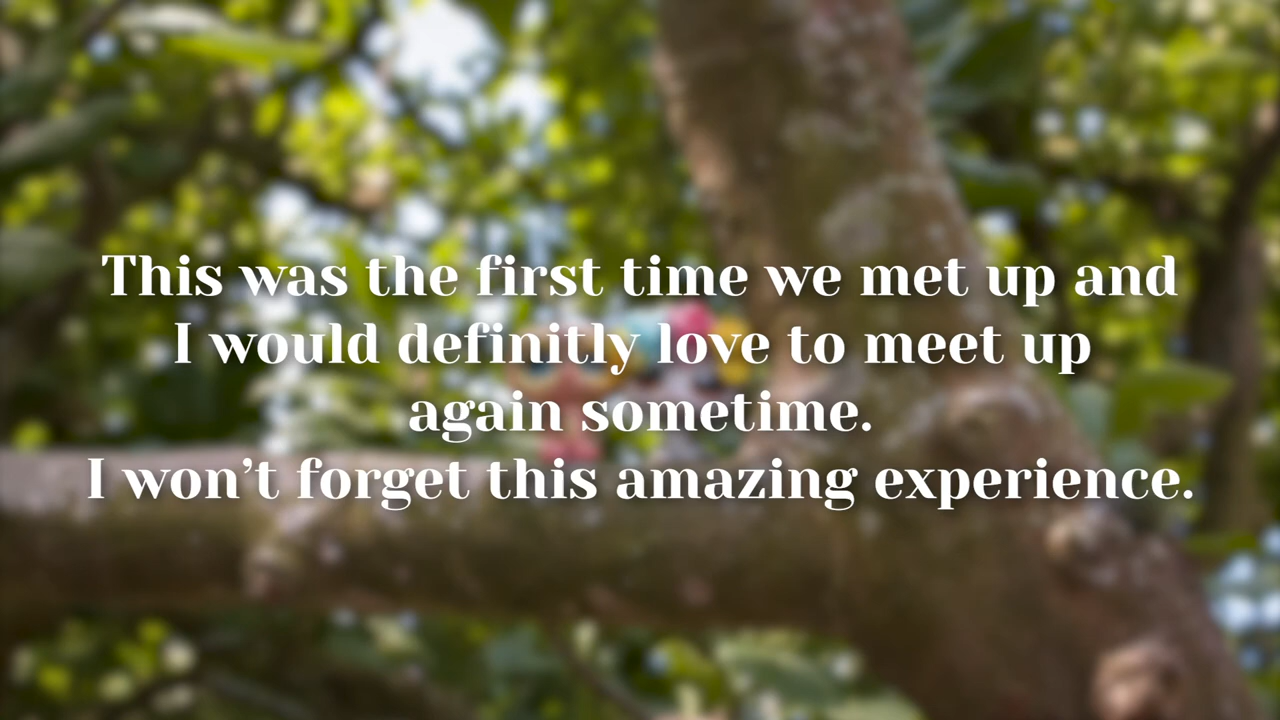 This was the first time we met up and
I would definitly love to meet up
again sometime.
I won’t forget this amazing experience.